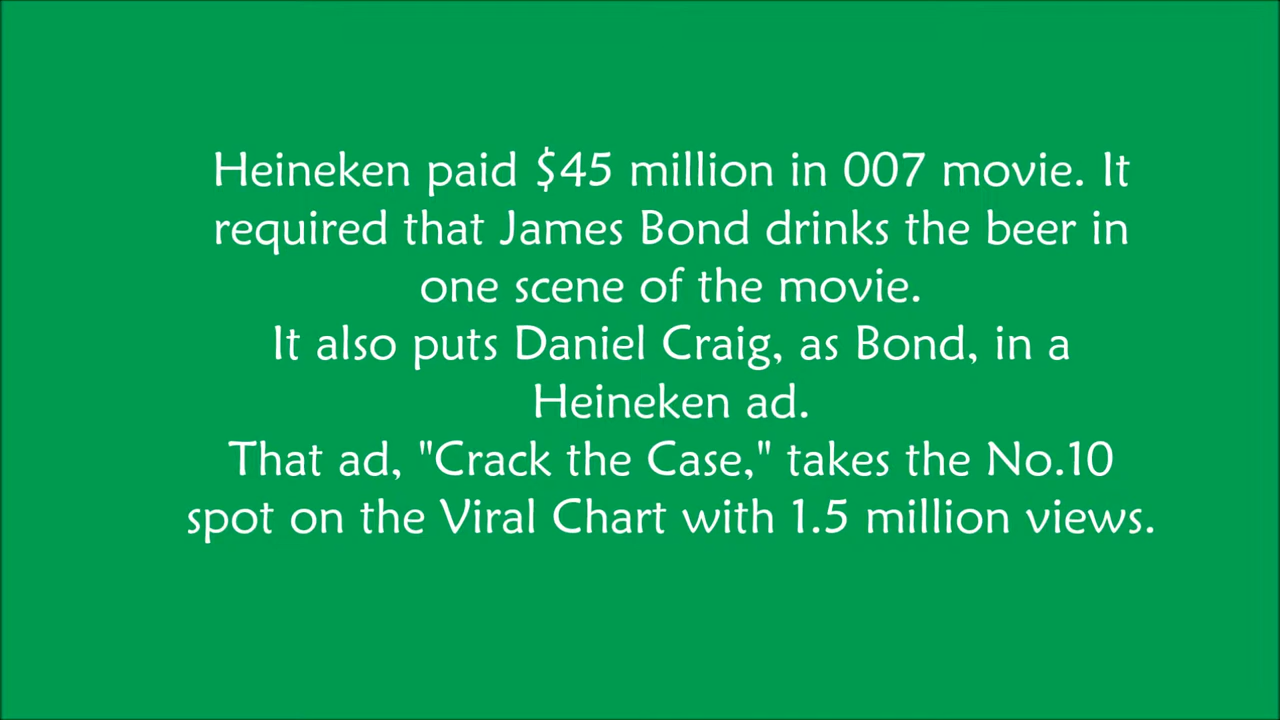 Heineken paid $45 million in 007 movie. It
required that James Bond drinks the beer in
one scene of the movie.
It also puts Daniel Craig, as Bond, in a
Heineken ad.
That ad, "Crack the Case," takes the No.10
spot on the Viral Chart with 1.5 million views.